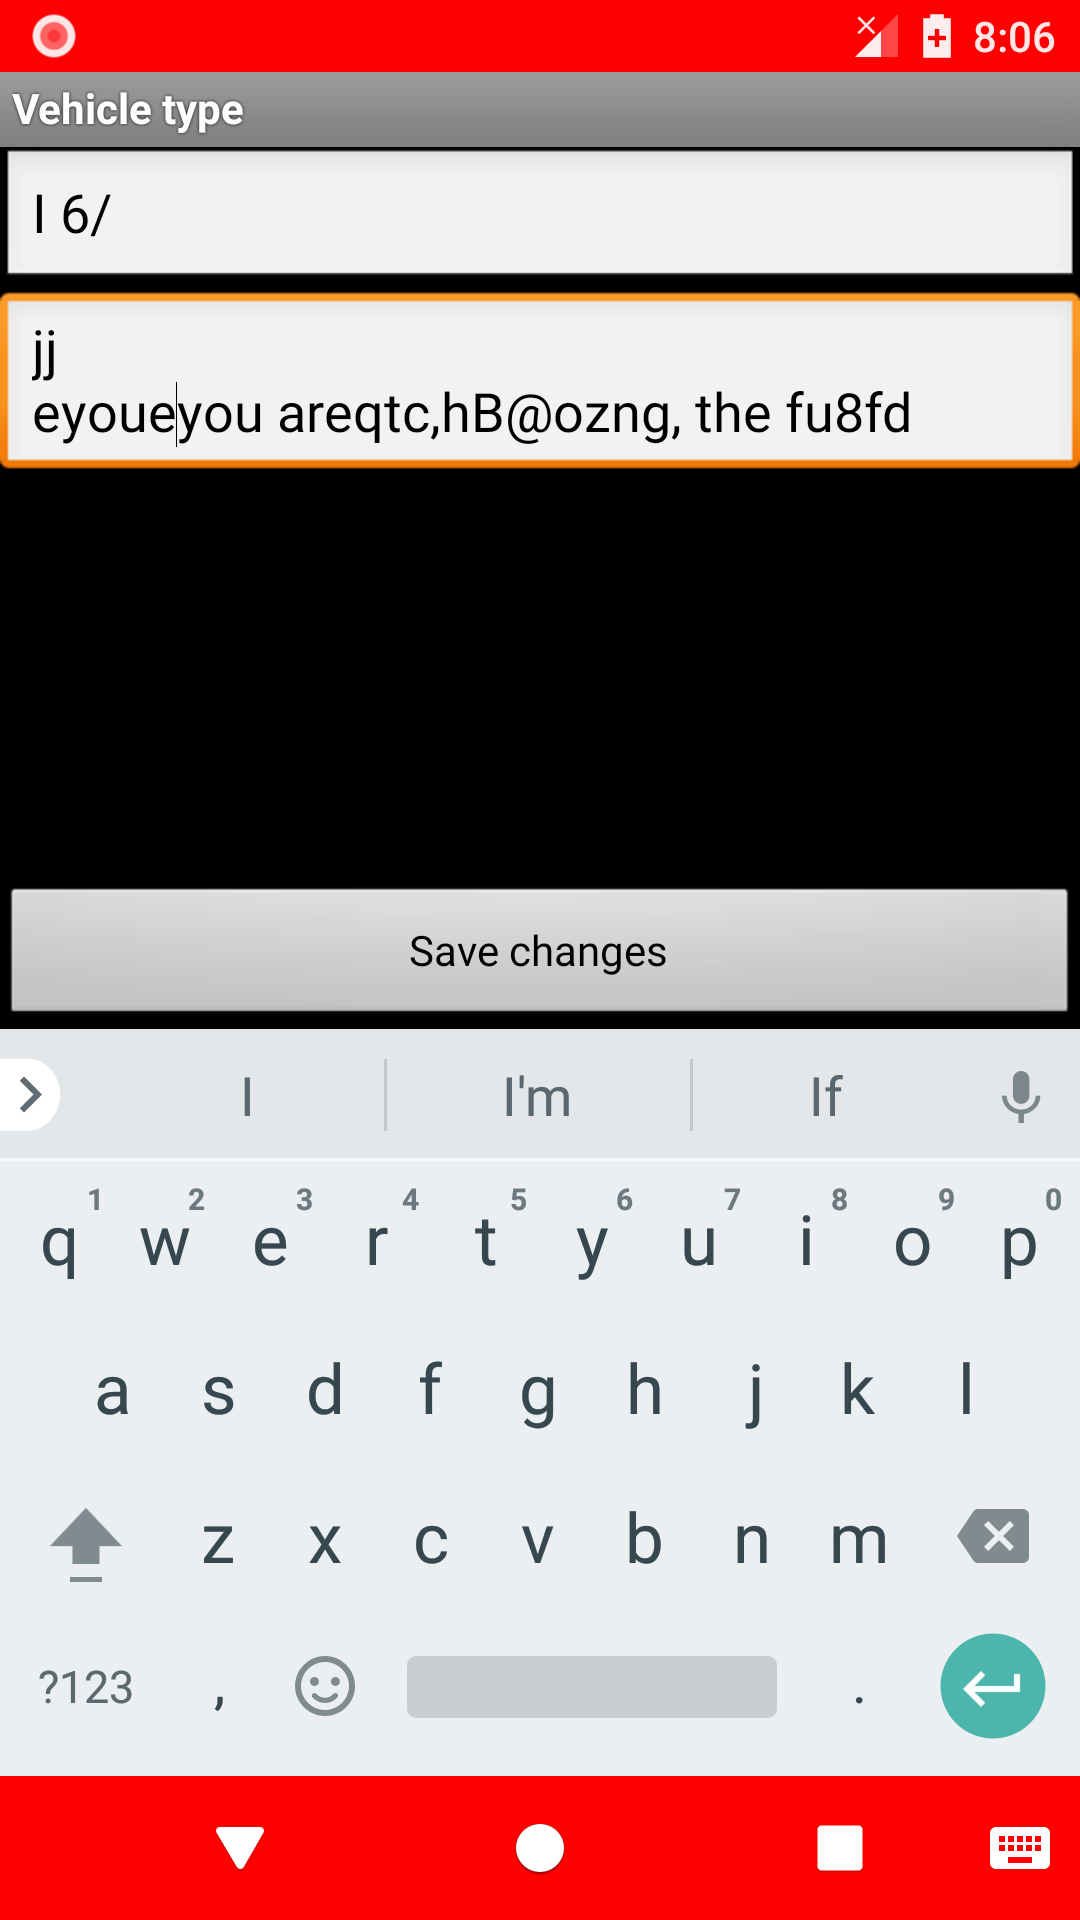 8:06
Vehicle type
I 6/
jj
eyoueyou areqtc,hB@ozng, the fu8fd
Save changes
I I'm If
1 2 3 4 5 6 7 8 9 0
q w e r t y u i o p
a s d f g h j k l
z x c v b n m
?123 , .